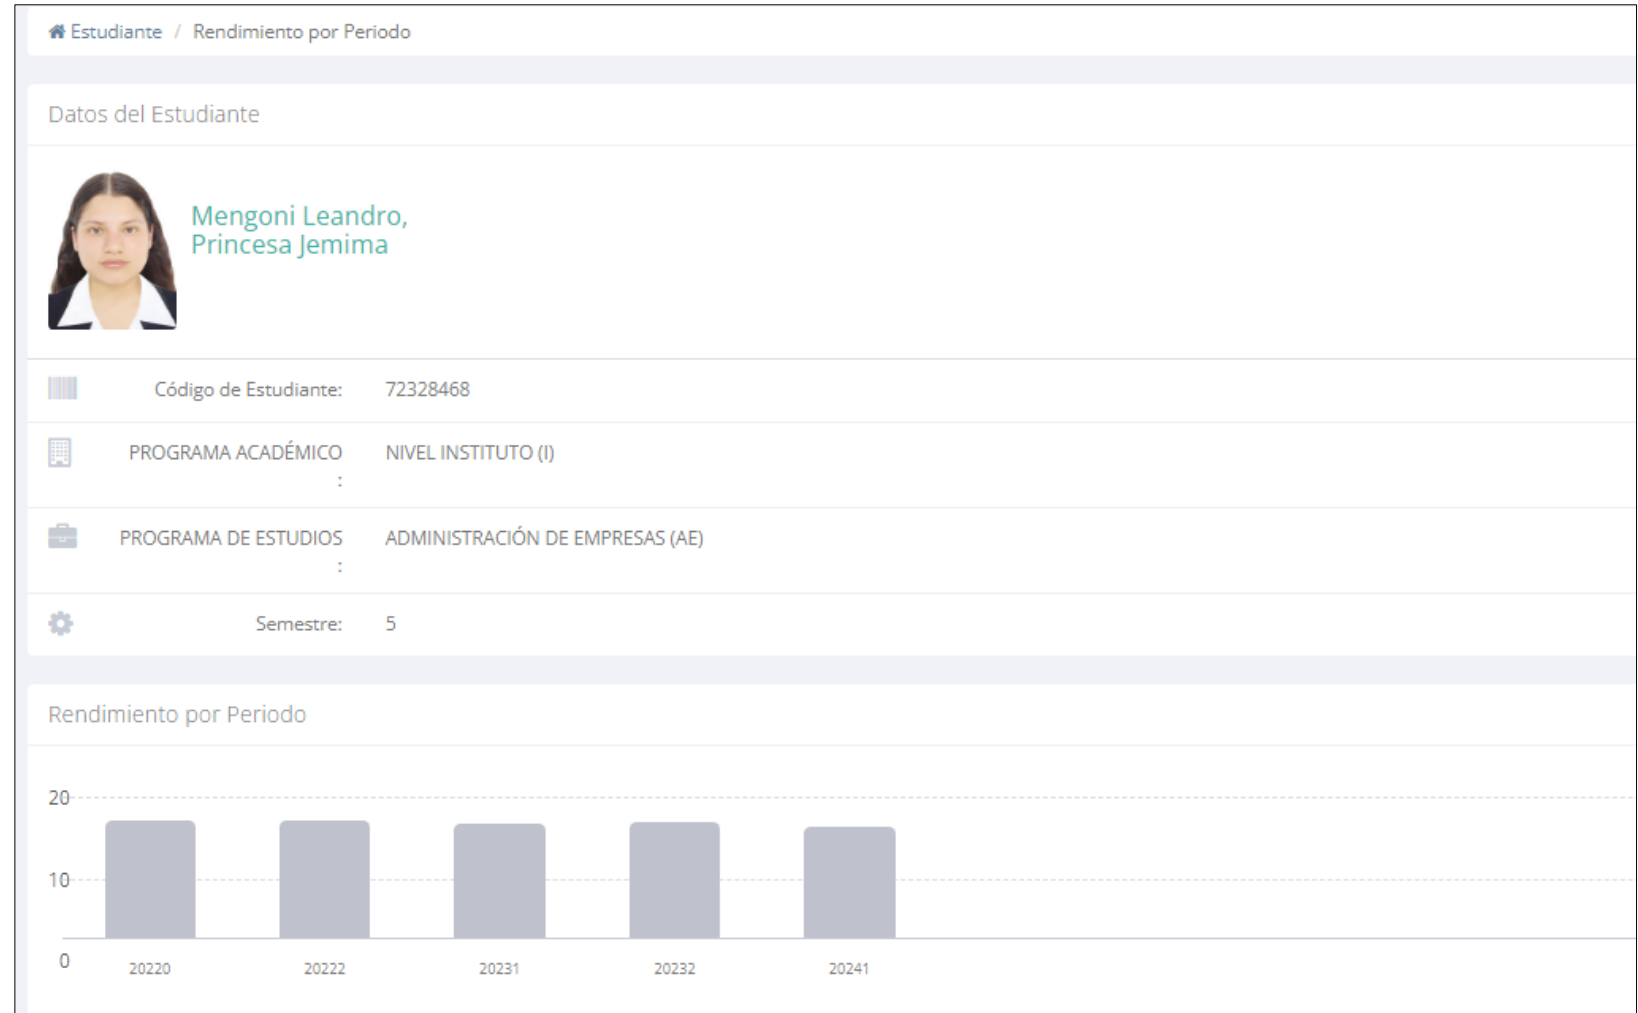 Estudiante / Rendimiento por Periodo
Datos del Estudiante
Mengoni Leandro,
Princesa Jemima
Código de Estudiante: 72328468
PROGRAMA ACADÉMICO NIVEL INSTITUTO (I)
:
PROGRAMA DE ESTUDIOS ADMINISTRACIÓN DE EMPRESAS (AE)
:
Semestre: 5
Rendimiento por Periodo
20
10
0
20220 20222 20231 20232 20241